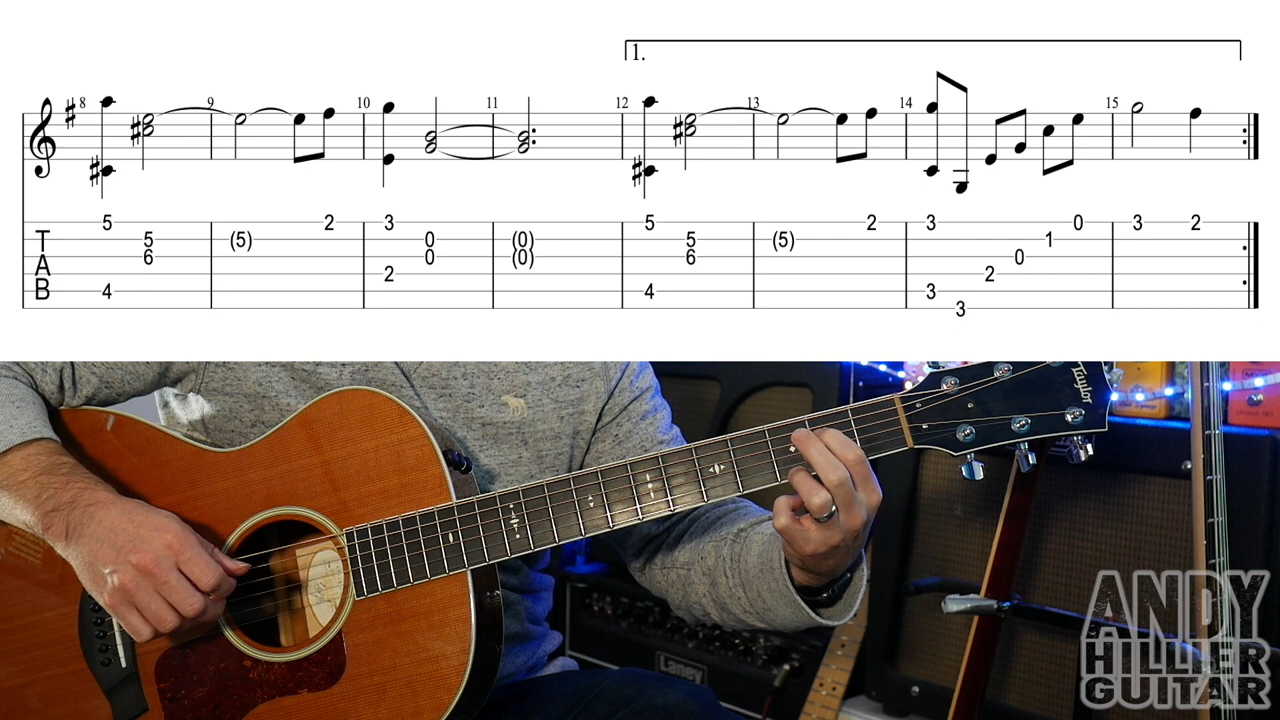 1.
8 9 10 11 12 13 14 15
5 2 3 5 2 3 0 3 2
T 5 (5) 0 (0) 5 (5) 1
6 0 (0) 6 0
A 2 2
B 4 4 3
3
Taylor
Laney
ANDY
HILLIER
GUITAR